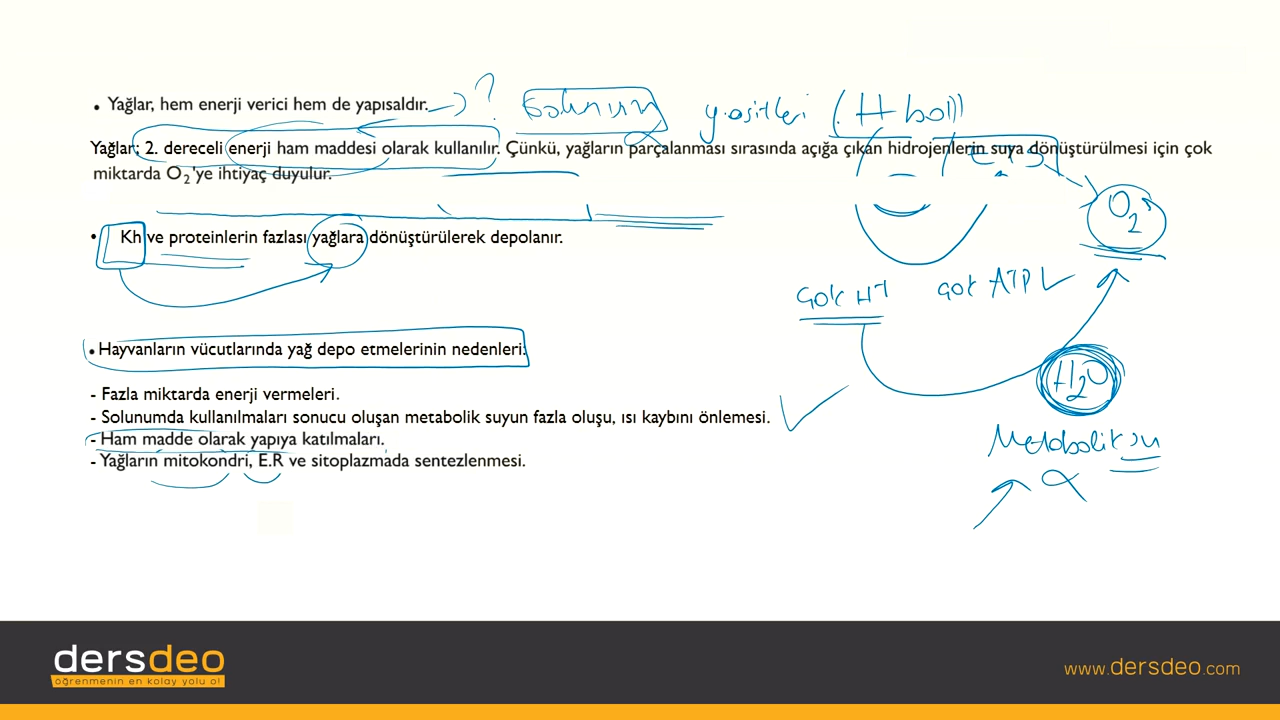 • Yağlar, hem enerji verici hem de yapısaldır. → ? Solunum y.asitleri (H bol)
Yağlar; 2. dereceli enerji ham maddesi olarak kullanılır. Çünkü, yağların parçalanması sırasında açığa çıkan hidrojenlerin suya dönüştürülmesi için çok
miktarda O2'ye ihtiyaç duyulur.
O2
• Kh ve proteinlerin fazlası yağlara dönüştürülerek depolanır.
çok H↑ çok ATP ✓
• Hayvanların vücutlarında yağ depo etmelerinin nedenleri:
H2O
- Fazla miktarda enerji vermeleri.
- Solunumda kullanılmaları sonucu oluşan metabolik suyun fazla oluşu, ısı kaybını önlemesi.
- Ham madde olarak yapıya katılmaları.
Metabolik su
- Yağların mitokondri, E.R ve sitoplazmada sentezlenmesi.
dersdeo
öğrenmenin en kolay yolu o!
www.dersdeo.com